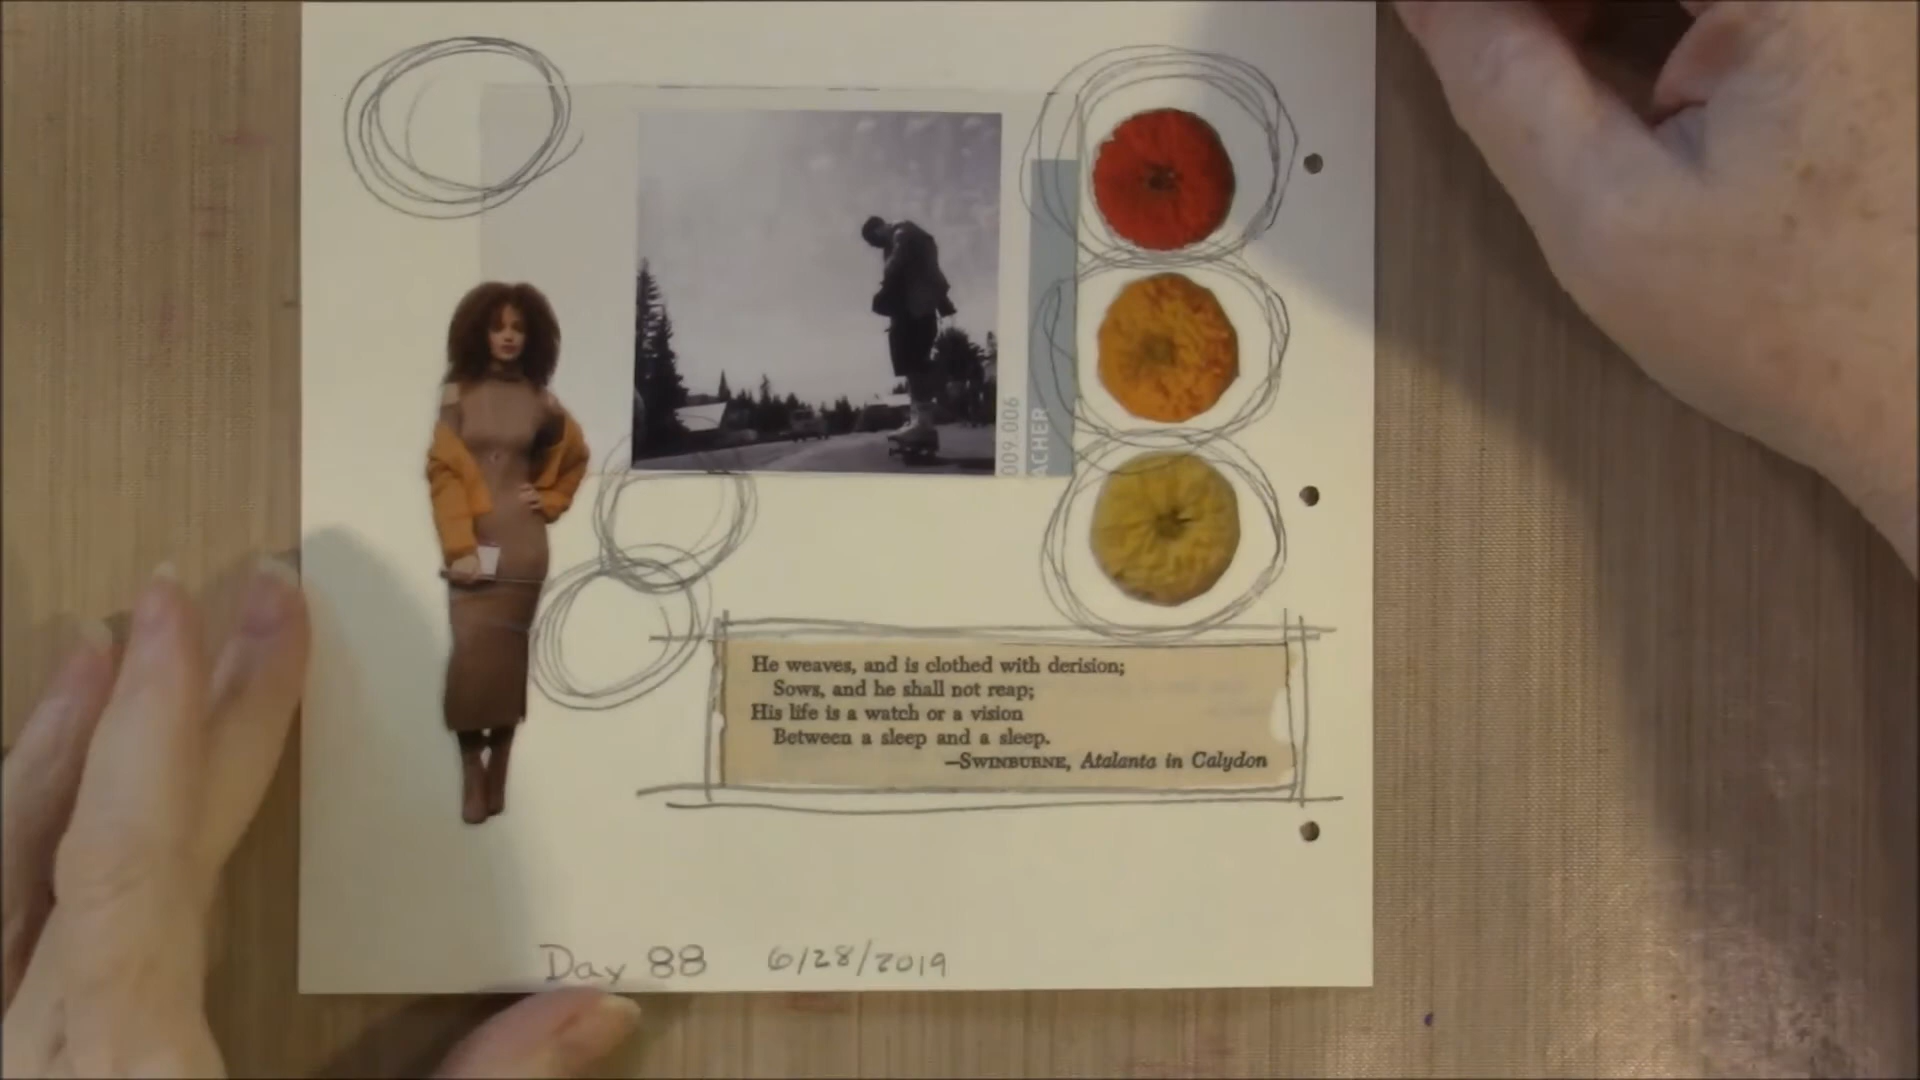 009.006
ACHER
He weaves, and is clothed with derision;
Sows, and he shall not reap;
His life is a watch or a vision
Between a sleep and a sleep.
—SWINBURNE, Atalanta in Calydon
Day 88 6/28/2019